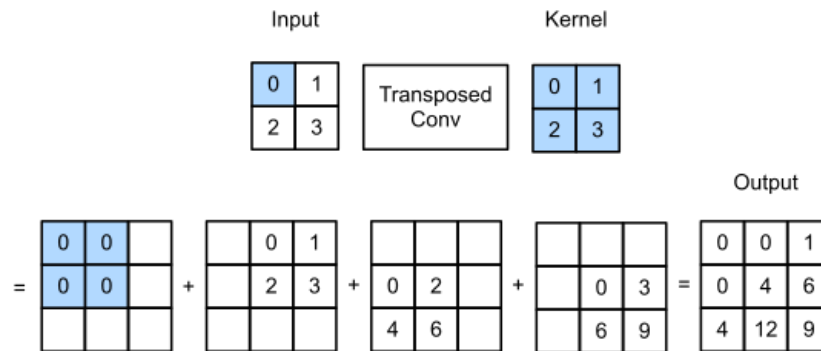 Input Kernel
0 1 Transposed 0 1
2 3 Conv 2 3
Output
0 0 0 1 0 0 1
= 0 0 + 2 3 + 0 2 + 0 3 = 0 4 6
4 6 6 9 4 12 9